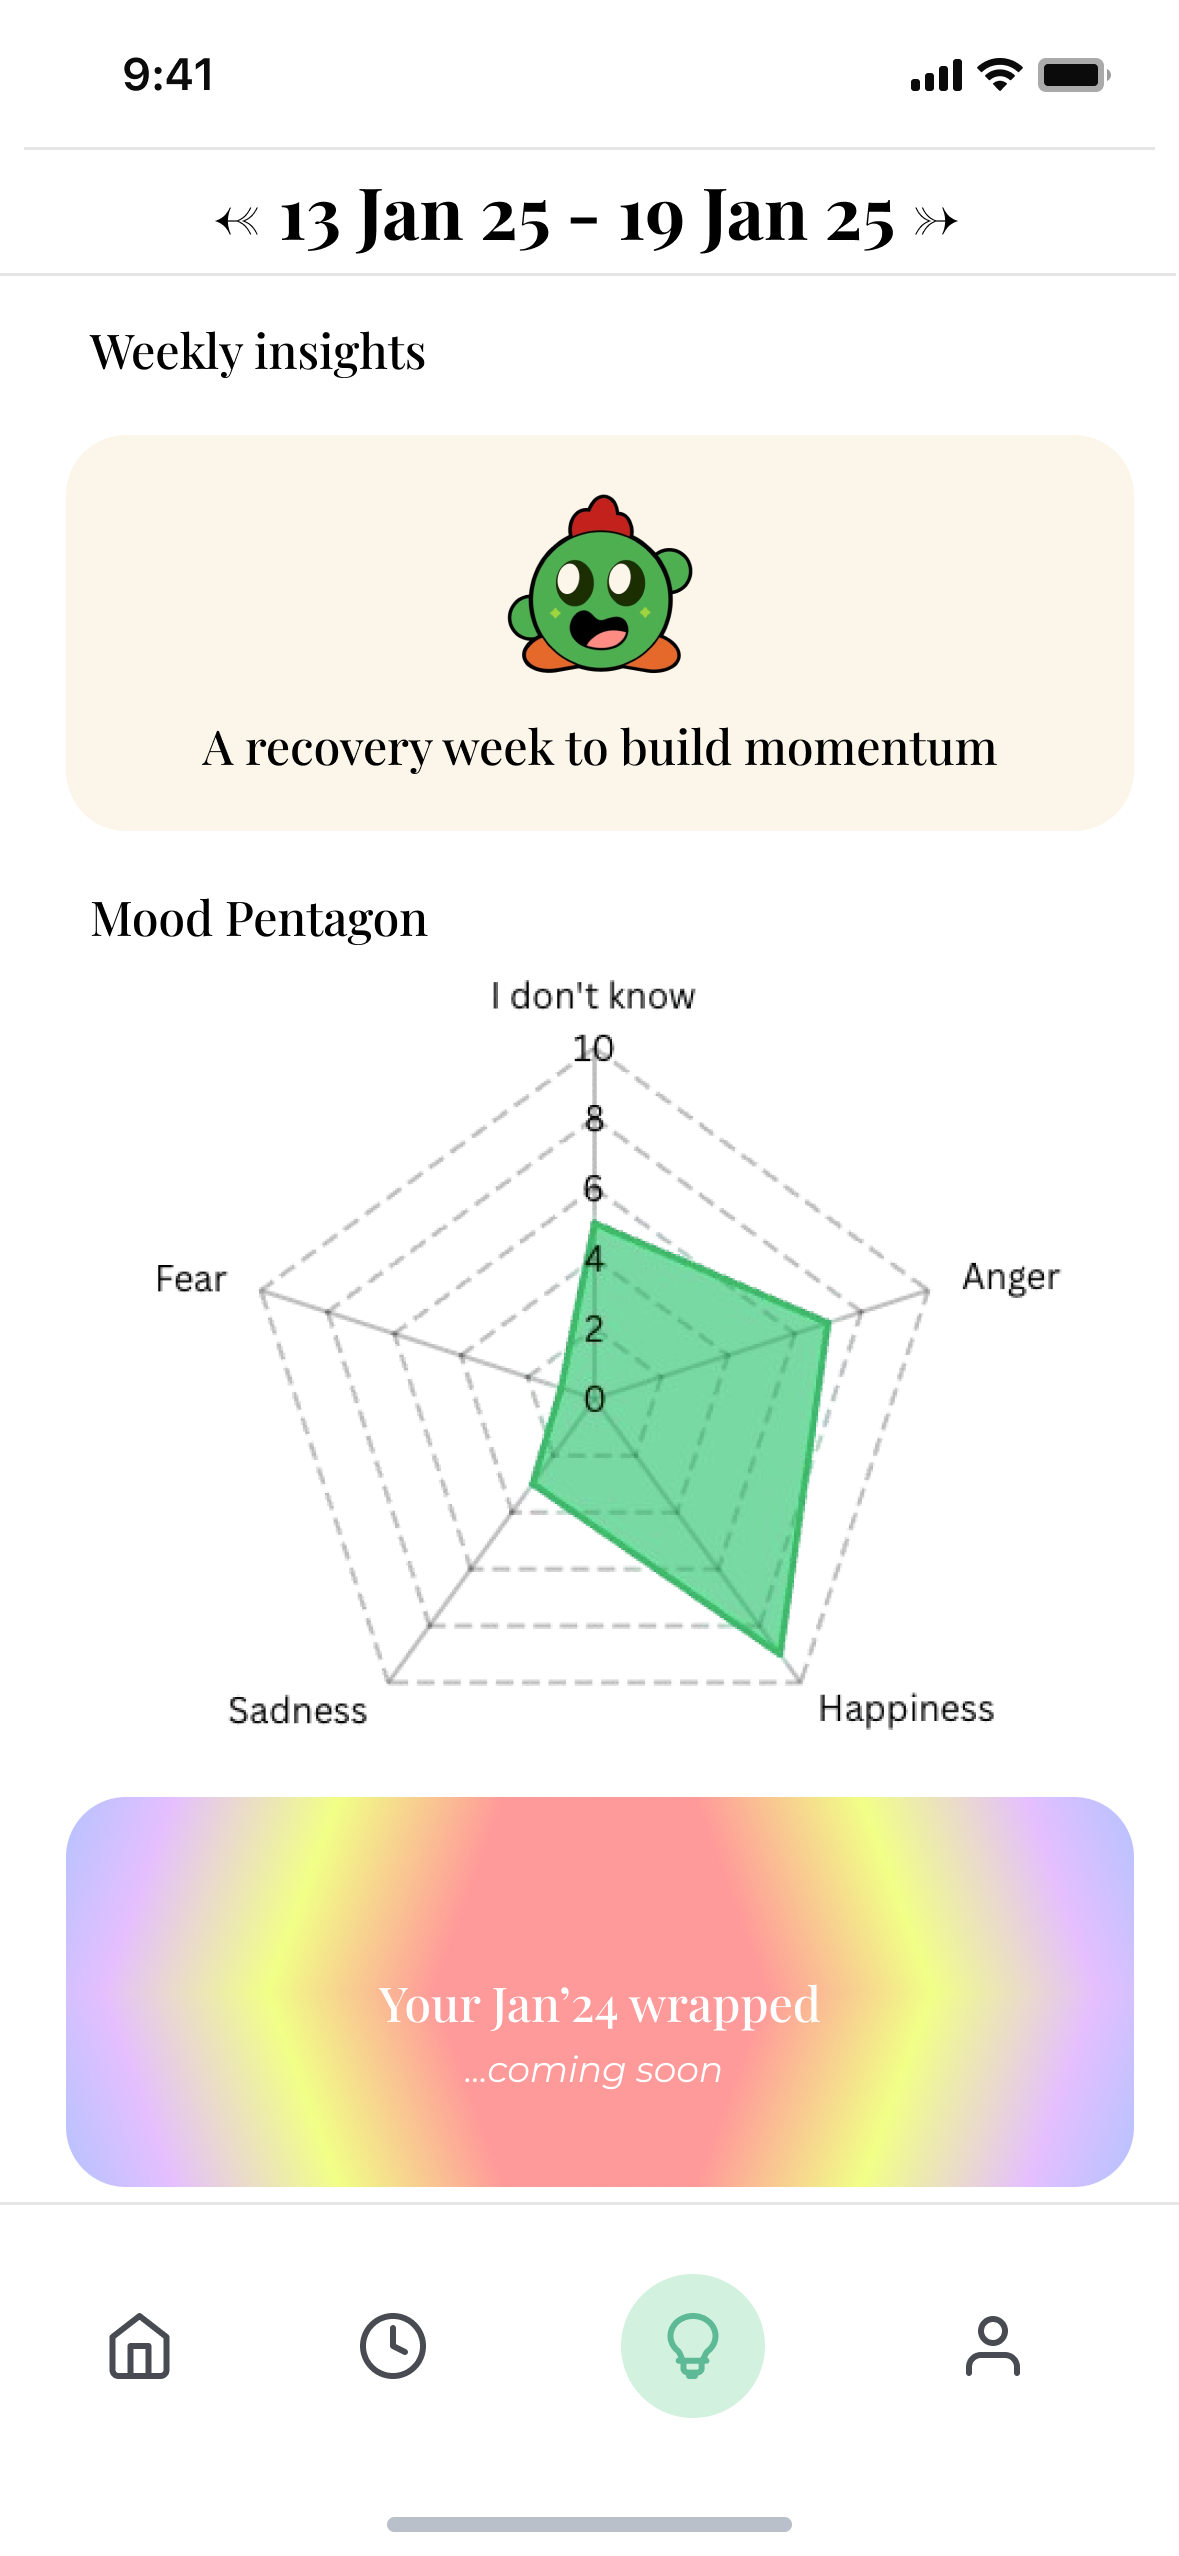 9:41
13 Jan 25 - 19 Jan 25
Weekly insights
A recovery week to build momentum
Mood Pentagon
I don't know
10
8
6
4
2
0
Fear
Anger
Sadness
Happiness
Your Jan’24 wrapped
...coming soon